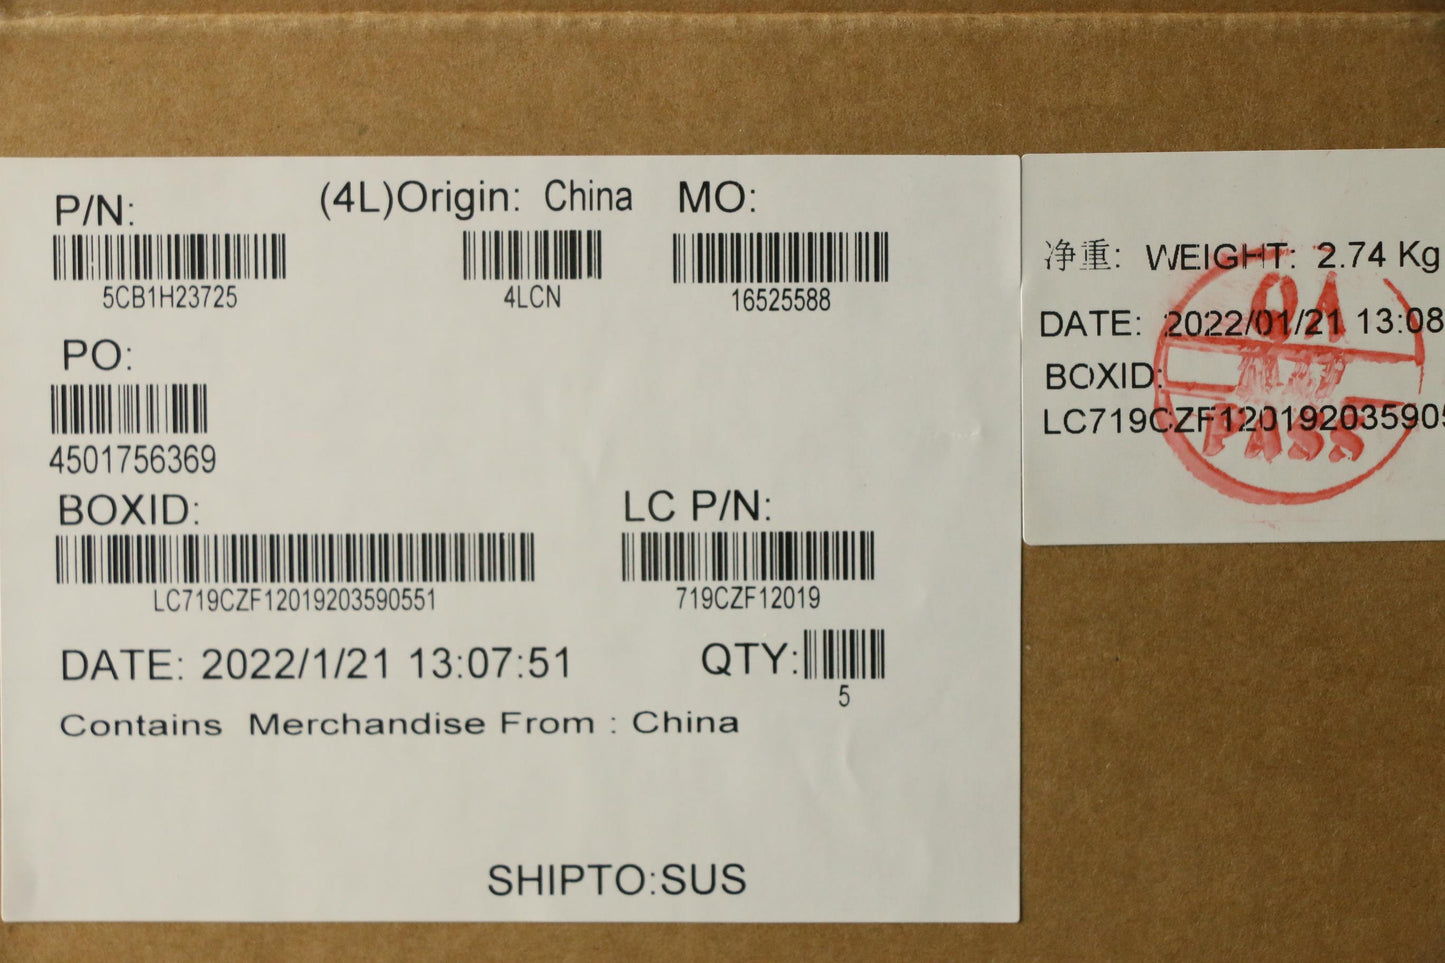 P/N:
(4L)Origin: China
MO:
5CB1H23725
4LCN
16525588
PO:
4501756369
BOXID:
LC P/N:
LC719CZF12019203590551
719CZF12019
DATE: 2022/1/21 13:07:51
QTY:
5
Contains Merchandise From : China
SHIPTO:SUS
净重: WEIGHT: 2.74 Kg
DATE: 2022/01/21 13:08
BOXID:
LC719CZF120192035905
QA
PASS